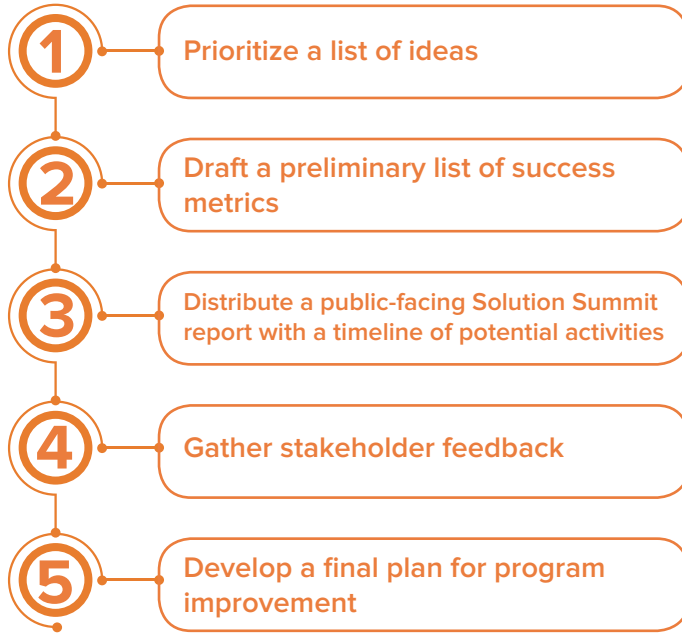 1
Prioritize a list of ideas
2
Draft a preliminary list of success
metrics
3
Distribute a public-facing Solution Summit
report with a timeline of potential activities
4
Gather stakeholder feedback
5
Develop a final plan for program
improvement